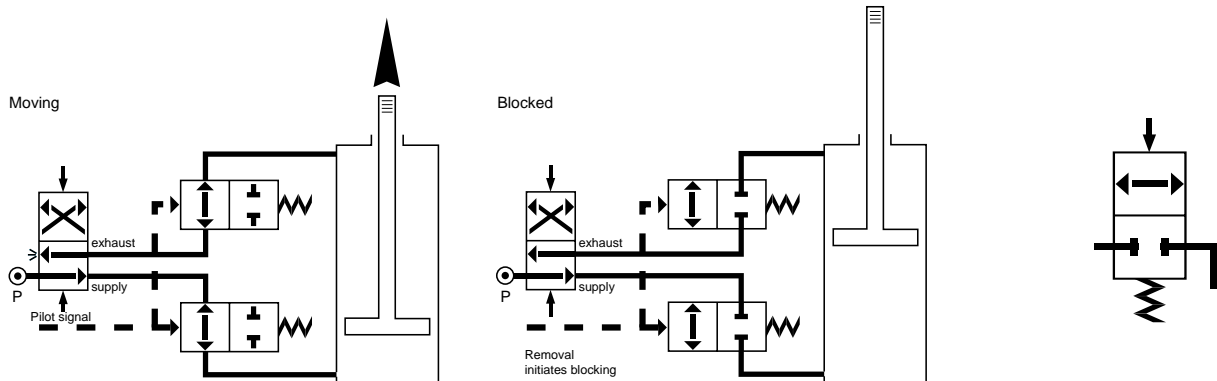 Moving
exhaust
P
supply
Pilot signal
Blocked
exhaust
P
supply
Removal
initiates blocking